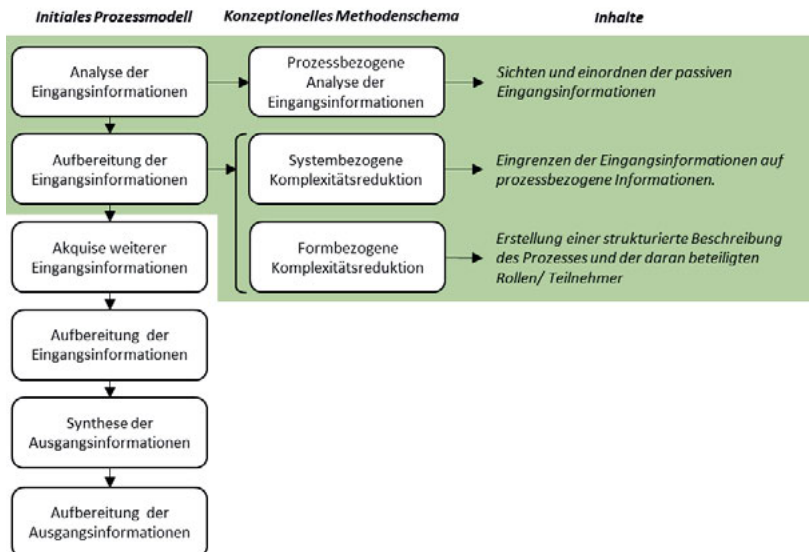 Initiales Prozessmodell
Konzeptionelles Methodenschema
Inhalte
Analyse der
Eingangsinformationen
Prozessbezogene
Analyse der
Eingangsinformationen
Sichten und einordnen der passiven
Eingangsinformationen
Aufbereitung der
Eingangsinformationen
Systembezogene
Komplexitätsreduktion
Eingrenzen der Eingangsinformationen auf
prozessbezogene Informationen.
Akquise weiterer
Eingangsinformationen
Formbezogene
Komplexitätsreduktion
Erstellung einer strukturierte Beschreibung
des Prozesses und der daran beteiligten
Rollen/ Teilnehmer
Aufbereitung der
Eingangsinformationen
Synthese der
Ausgangsinformationen
Aufbereitung der
Ausgangsinformationen